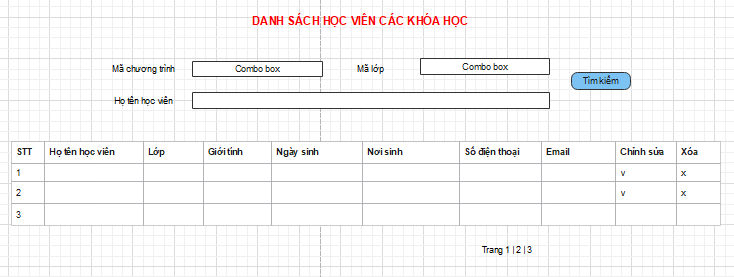 DANH SÁCH HỌC VIÊN CÁC KHÓA HỌC
Mã chương trình Combo box Mã lớp Combo box
Tìm kiếm
Họ tên học viên
STT Họ tên học viên Lớp Giới tính Ngày sinh Nơi sinh Số điện thoại Email Chỉnh sửa Xóa
1 v x
2 v x
3
Trang 1 | 2 | 3